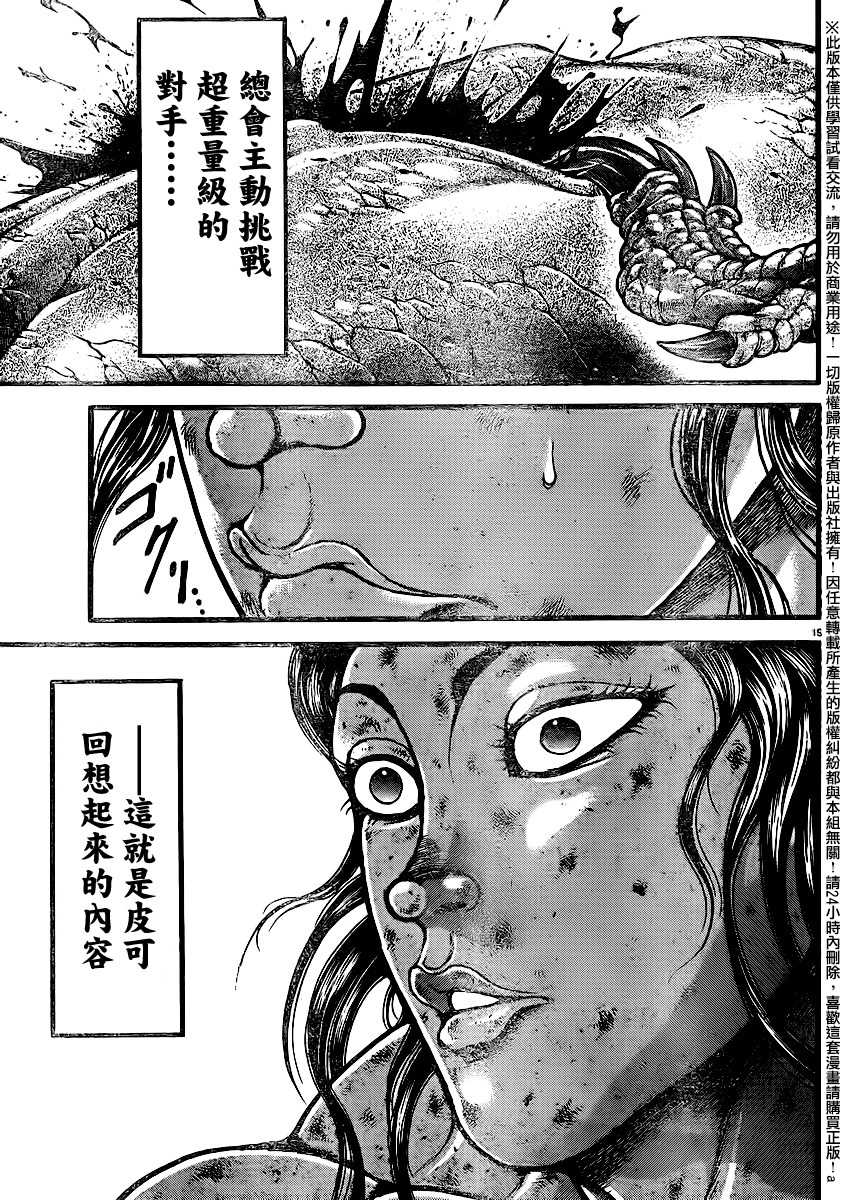 總會主動挑戰
超重量級的
對手⋯⋯
ゴクリ…
15
——這就是皮可
回想起來的內容
※此版本僅供學習試看交流，請勿用於商業用途！一切版權歸原作者與出版社擁有！因任意轉載所產生的版權糾紛都與本組無關！請24小時內刪除，喜歡這套漫畫請購買正版！a